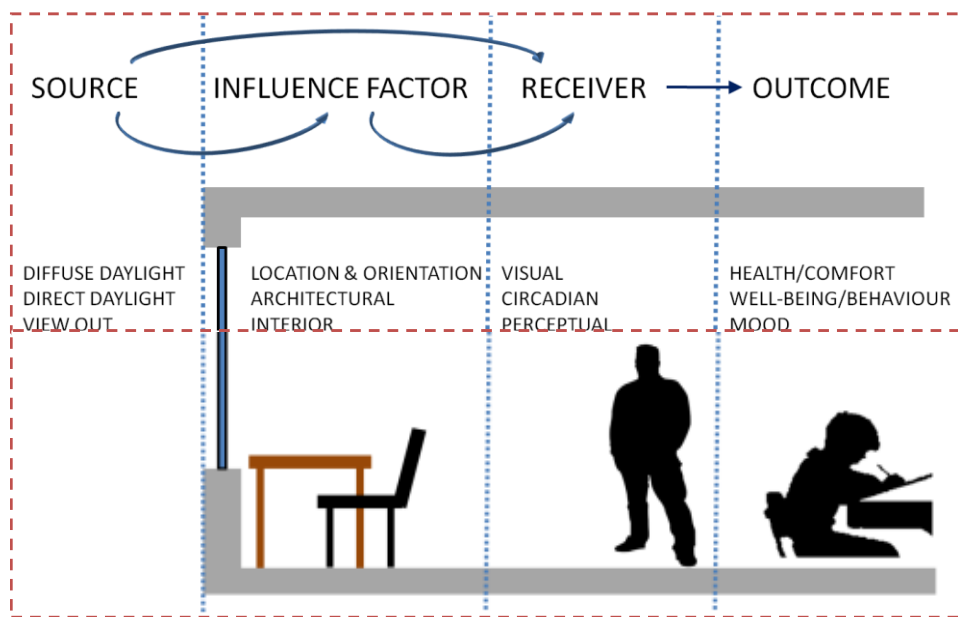 SOURCE
INFLUENCE FACTOR
RECEIVER
OUTCOME
DIFFUSE DAYLIGHT
DIRECT DAYLIGHT
VIEW OUT
LOCATION & ORIENTATION
ARCHITECTURAL
INTERIOR
VISUAL
CIRCADIAN
PERCEPTUAL
HEALTH/COMFORT
WELL-BEING/BEHAVIOUR
MOOD